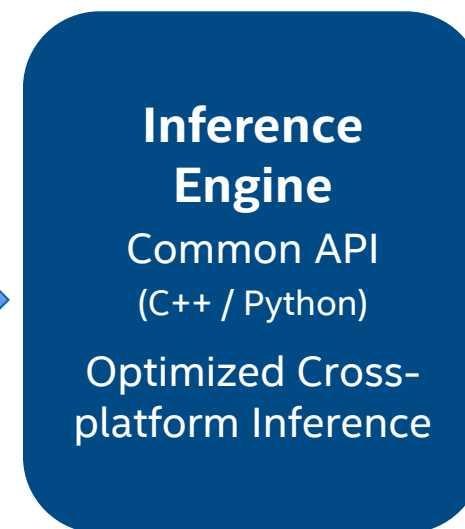 Inference
Engine
Common API
(C++ / Python)
Optimized Cross-
platform Inference